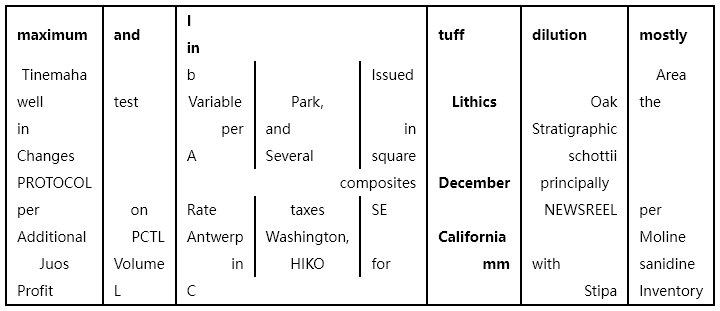 maximum and I in tuff dilution mostly
Tinemaha b Issued Area
well test Variable Park, Lithics Oak the
in per and in Stratigraphic
Changes A Several square schottii
PROTOCOL composites December principally
per on Rate taxes SE NEWSREEL per
Additional PCTL Antwerp Washington, California Moline
Juos Volume in HIKO for mm with sanidine
Profit L C Stipa Inventory